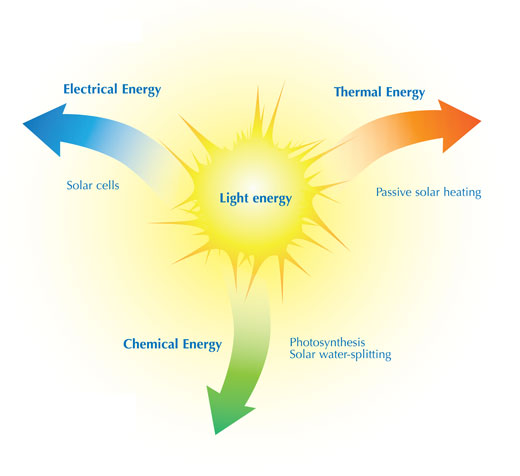 Electrical Energy
Thermal Energy
Solar cells
Light energy
Passive solar heating
Chemical Energy
Photosynthesis
Solar water-splitting